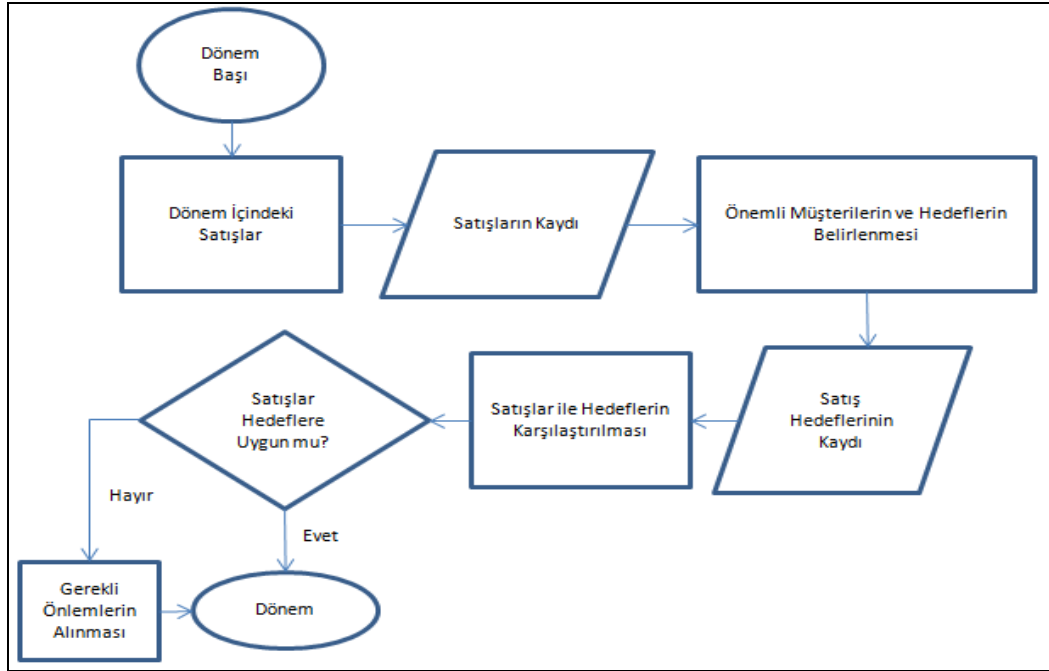 Dönem
Başı
Dönem İçindeki
Satışlar
Satışların Kaydı
Önemli Müşterilerin ve Hedeflerin
Belirlenmesi
Satış
Hedeflerinin
Kaydı
Satışlar ile Hedeflerin
Karşılaştırılması
Satışlar
Hedeflere
Uygun mu?
Hayır
Evet
Gerekli
Önlemlerin
Alınması
Dönem